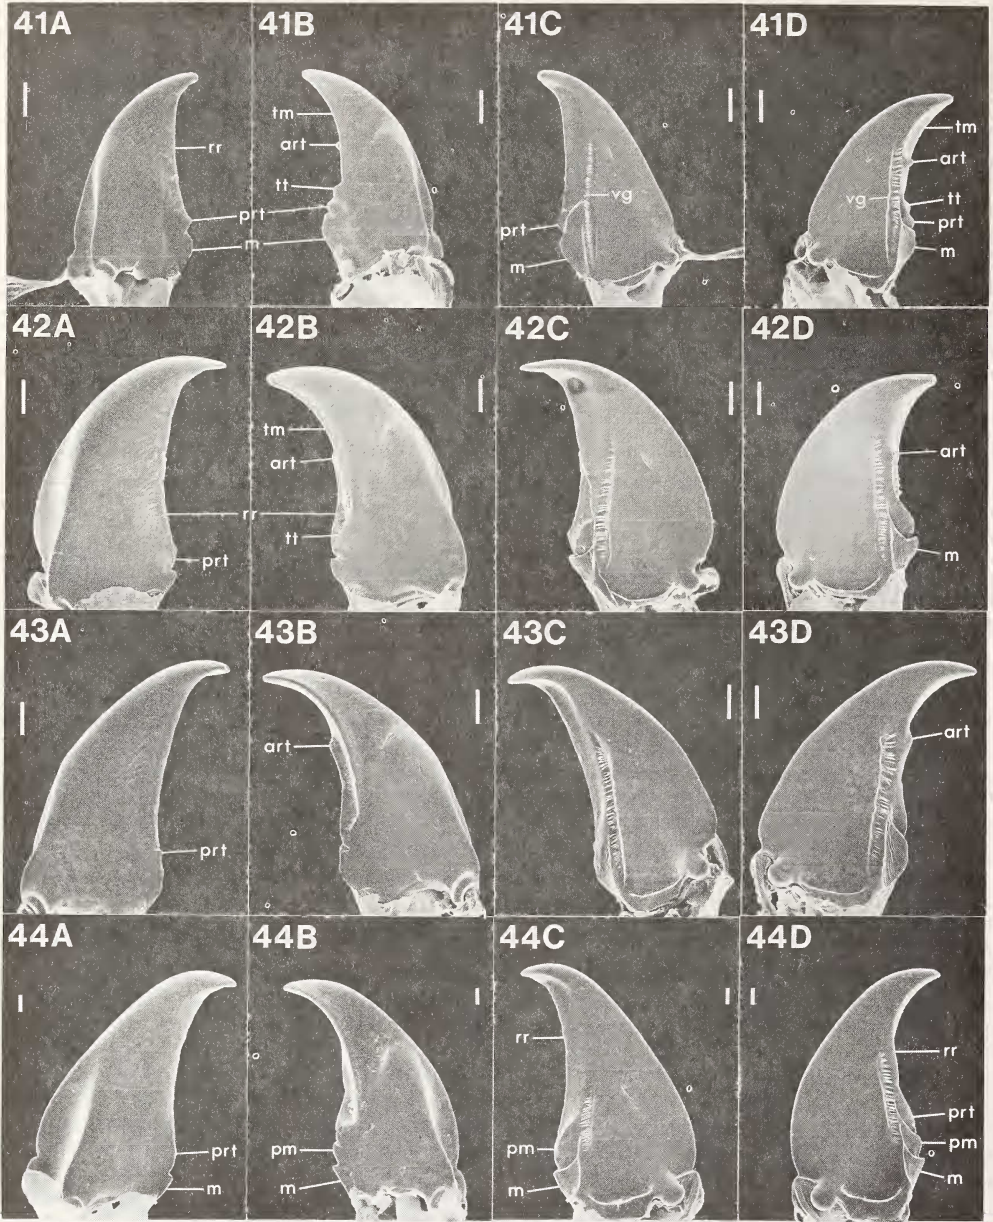 41A 41B 41C 41D
rr tm art tt prt m vg prt m tm art vg tt prt m
42A 42B 42C 42D
rr prt tm art tt art m
43A 43B 43C 43D
prt art art
44A 44B 44C 44D
prt m pm m rr pm m rr prt pm m